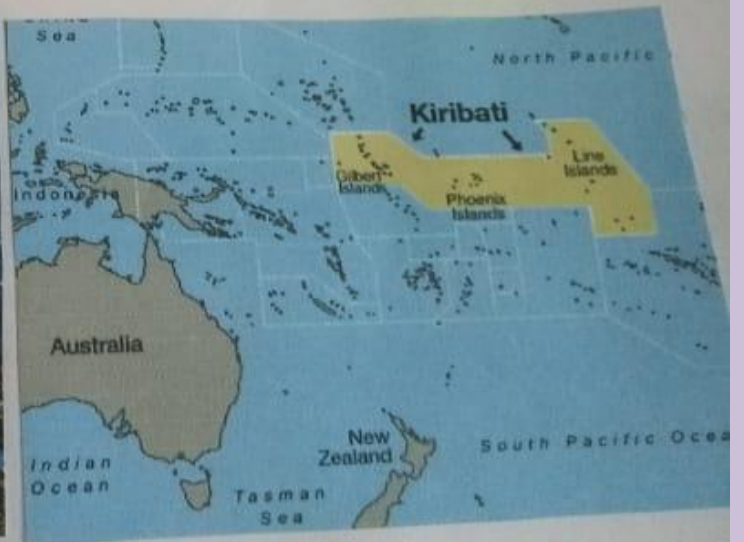 Sea
North Pacific
Kiribati
Gilbert
Islands
Line
Islands
Phoenix
Islands
Indonesia
Australia
New
Zealand
South Pacific Ocea
Indian
Ocean
Tasman
Sea